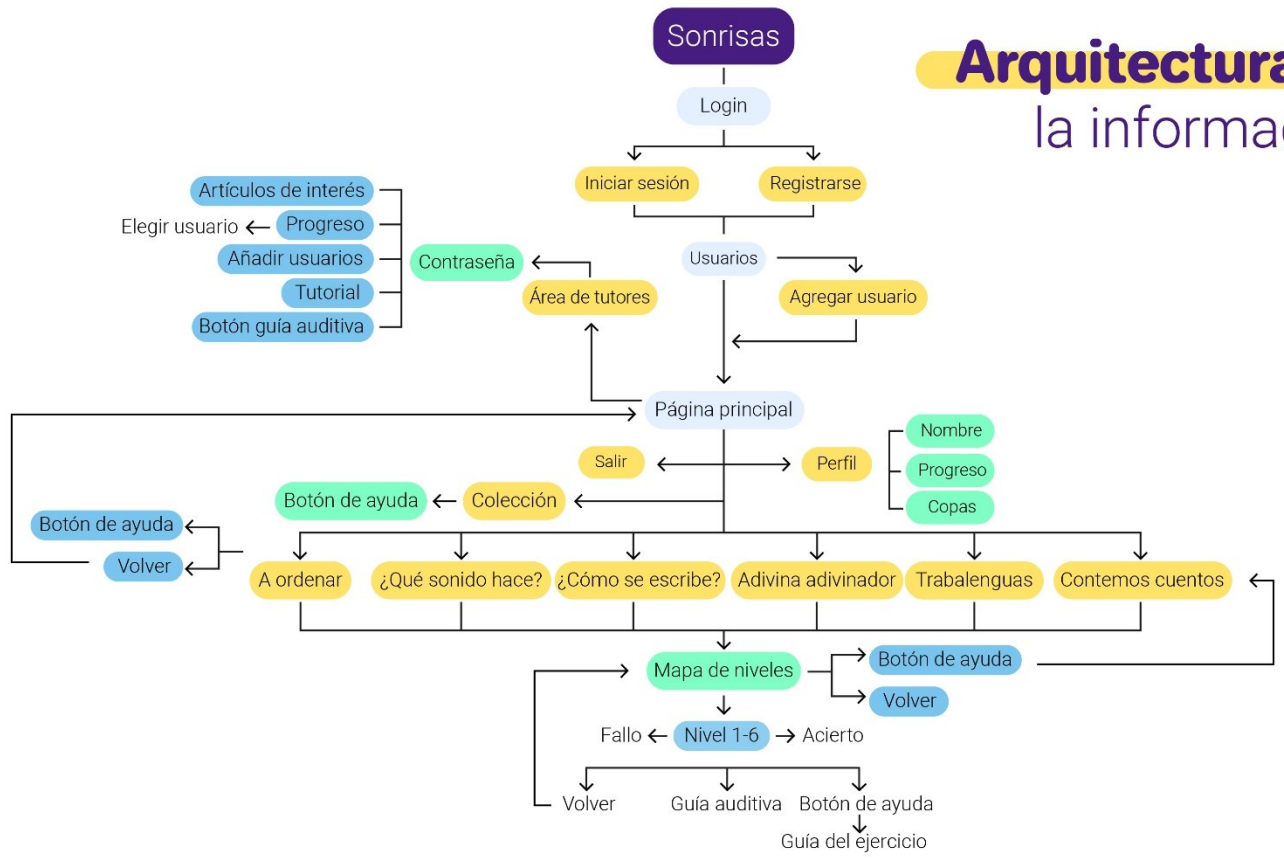 Sonrisas
Arquitectura
la informa
Login
Iniciar sesión
Registrarse
Artículos de interés
Elegir usuario
Progreso
Añadir usuarios
Tutorial
Botón guía auditiva
Contraseña
Área de tutores
Usuarios
Agregar usuario
Página principal
Salir
Perfil
Nombre
Progreso
Copas
Botón de ayuda
Colección
Botón de ayuda
Volver
A ordenar
¿Qué sonido hace?
¿Cómo se escribe?
Adivina adivinador
Trabalenguas
Contemos cuentos
Mapa de niveles
Botón de ayuda
Volver
Fallo
Nivel 1-6
Acierto
Volver
Guía auditiva
Botón de ayuda
Guía del ejercicio